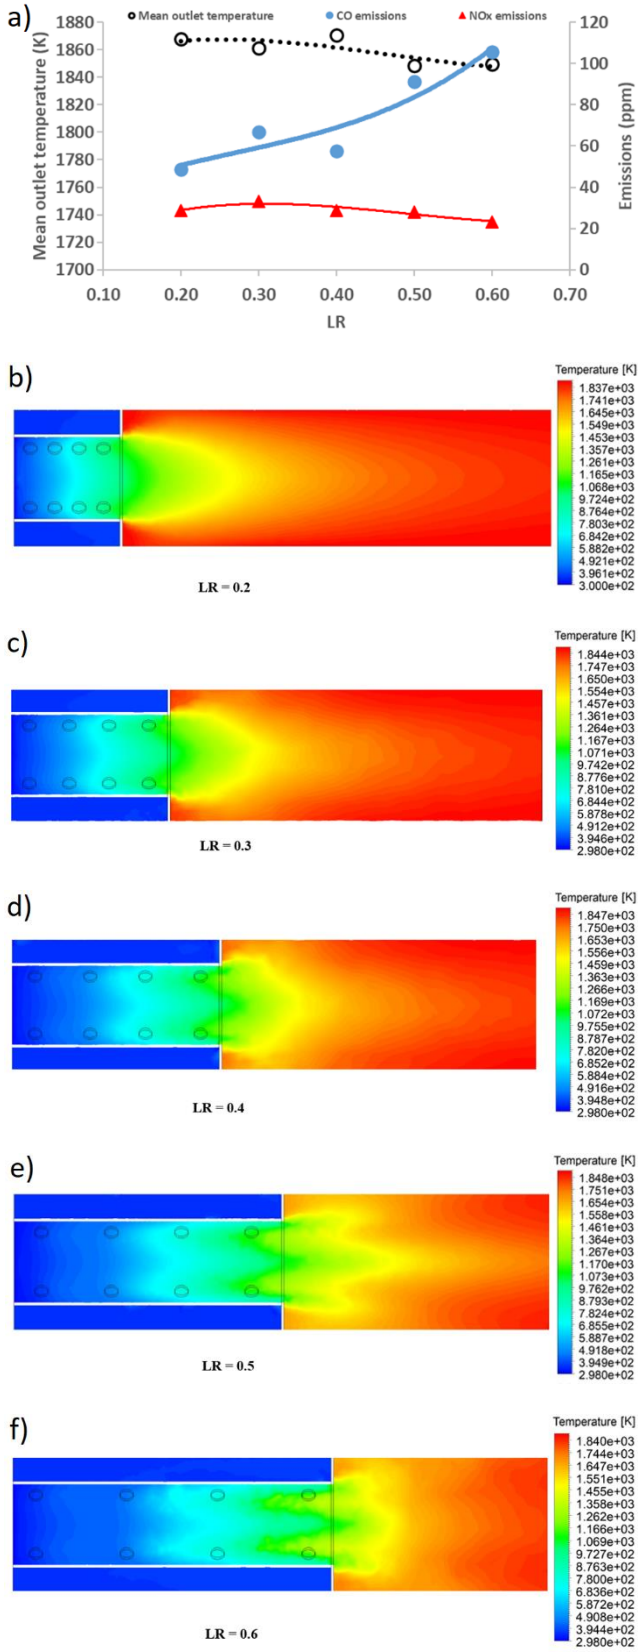 a)
Mean outlet temperature
CO emissions
NOx emissions
Mean outlet temperature (K)
1880
1860
1840
1820
1800
1780
1760
1740
1720
1700
120
100
80
60
40
20
0
Emissions (ppm)
0.10
0.20
0.30
0.40
0.50
0.60
0.70
LR
b)
Temperature [K]
1.837e+03
1.741e+03
1.645e+03
1.549e+03
1.453e+03
1.357e+03
1.261e+03
1.165e+03
1.068e+03
9.724e+02
8.764e+02
7.803e+02
6.842e+02
5.882e+02
4.921e+02
3.961e+02
3.000e+02
LR = 0.2
c)
Temperature [K]
1.844e+03
1.747e+03
1.650e+03
1.554e+03
1.457e+03
1.361e+03
1.264e+03
1.167e+03
1.071e+03
9.742e+02
8.776e+02
7.810e+02
6.844e+02
5.878e+02
4.912e+02
3.946e+02
2.980e+02
LR = 0.3
d)
Temperature [K]
1.847e+03
1.750e+03
1.653e+03
1.556e+03
1.459e+03
1.363e+03
1.266e+03
1.169e+03
1.072e+03
9.755e+02
8.787e+02
7.820e+02
6.852e+02
5.884e+02
4.916e+02
3.948e+02
2.980e+02
LR = 0.4
e)
Temperature [K]
1.848e+03
1.751e+03
1.654e+03
1.558e+03
1.461e+03
1.364e+03
1.267e+03
1.170e+03
1.073e+03
9.762e+02
8.793e+02
7.824e+02
6.855e+02
5.887e+02
4.918e+02
3.949e+02
2.980e+02
LR = 0.5
f)
Temperature [K]
1.840e+03
1.744e+03
1.647e+03
1.551e+03
1.455e+03
1.358e+03
1.262e+03
1.166e+03
1.069e+03
9.727e+02
8.763e+02
7.800e+02
6.836e+02
5.872e+02
4.908e+02
3.944e+02
2.980e+02
LR = 0.6